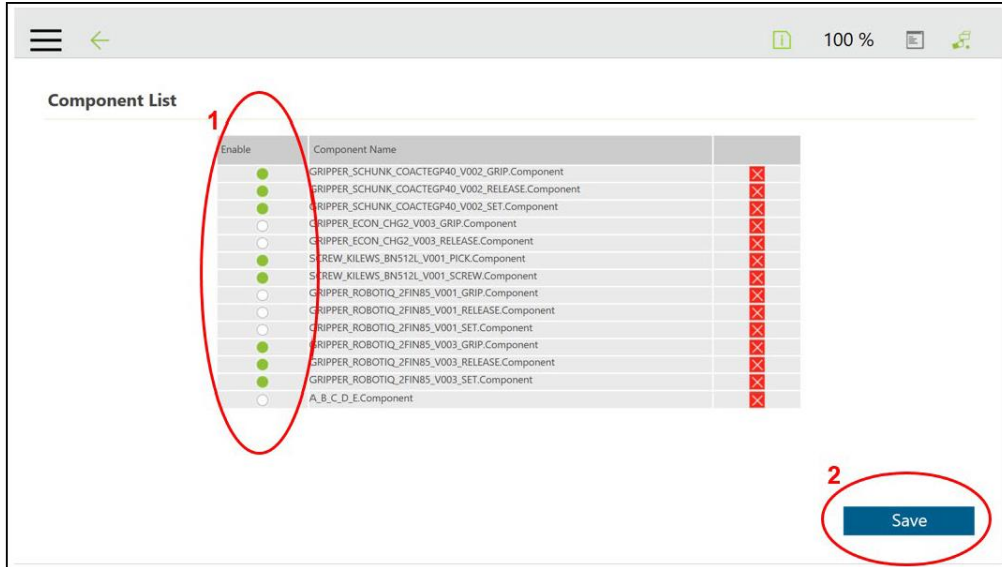 100 %
Component List
1
Enable Component Name
GRIPPER_SCHUNK_COACTEGP40_V002_GRIP.Component
GRIPPER_SCHUNK_COACTEGP40_V002_RELEASE.Component
GRIPPER_SCHUNK_COACTEGP40_V002_SET.Component
GRIPPER_ECON_CHG2_V003_GRIP.Component
GRIPPER_ECON_CHG2_V003_RELEASE.Component
SCREW_KILEWS_BN512L_V001_PICK.Component
SCREW_KILEWS_BN512L_V001_SCREW.Component
GRIPPER_ROBOTIQ_2FIN85_V001_GRIP.Component
GRIPPER_ROBOTIQ_2FIN85_V001_RELEASE.Component
GRIPPER_ROBOTIQ_2FIN85_V001_SET.Component
GRIPPER_ROBOTIQ_2FIN85_V003_GRIP.Component
GRIPPER_ROBOTIQ_2FIN85_V003_RELEASE.Component
GRIPPER_ROBOTIQ_2FIN85_V003_SET.Component
A_B_C_D_E.Component
2
Save